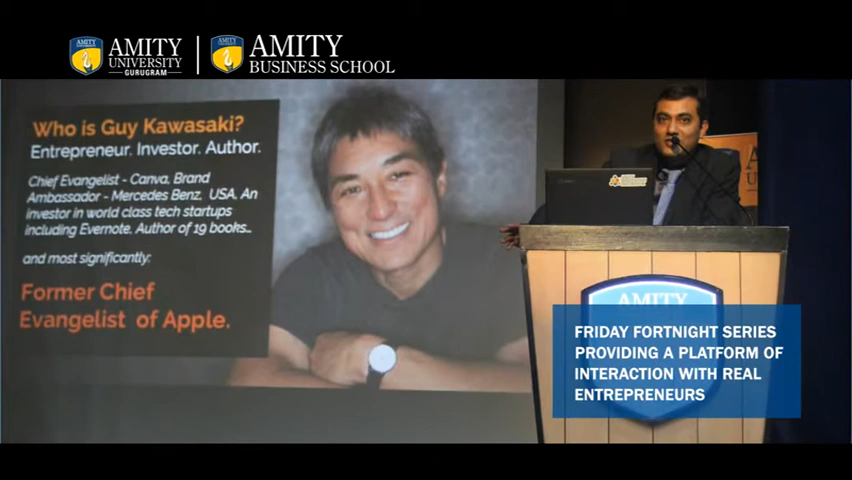 AMITY
UNIVERSITY
GURUGRAM
AMITY
BUSINESS SCHOOL
Who is Guy Kawasaki?
Entrepreneur. Investor. Author.
Chief Evangelist - Canva, Brand
Ambassador - Mercedes Benz, USA. An
investor in world class tech startups
including Evernote. Author of 19 books...
and most significantly:
Former Chief
Evangelist of Apple.
AMITY
AMITY
FRIDAY FORTNIGHT SERIES
PROVIDING A PLATFORM OF
INTERACTION WITH REAL
ENTREPRENEURS